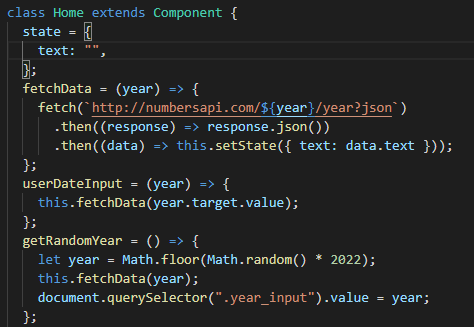 class Home extends Component {
state = {
text: "",
};
fetchData = (year) => {
fetch(`http://numbersapi.com/${year}/year?json`)
.then((response) => response.json())
.then((data) => this.setState({ text: data.text }));
};
userDateInput = (year) => {
this.fetchData(year.target.value);
};
getRandomYear = () => {
let year = Math.floor(Math.random() * 2022);
this.fetchData(year);
document.querySelector(".year_input").value = year;
};